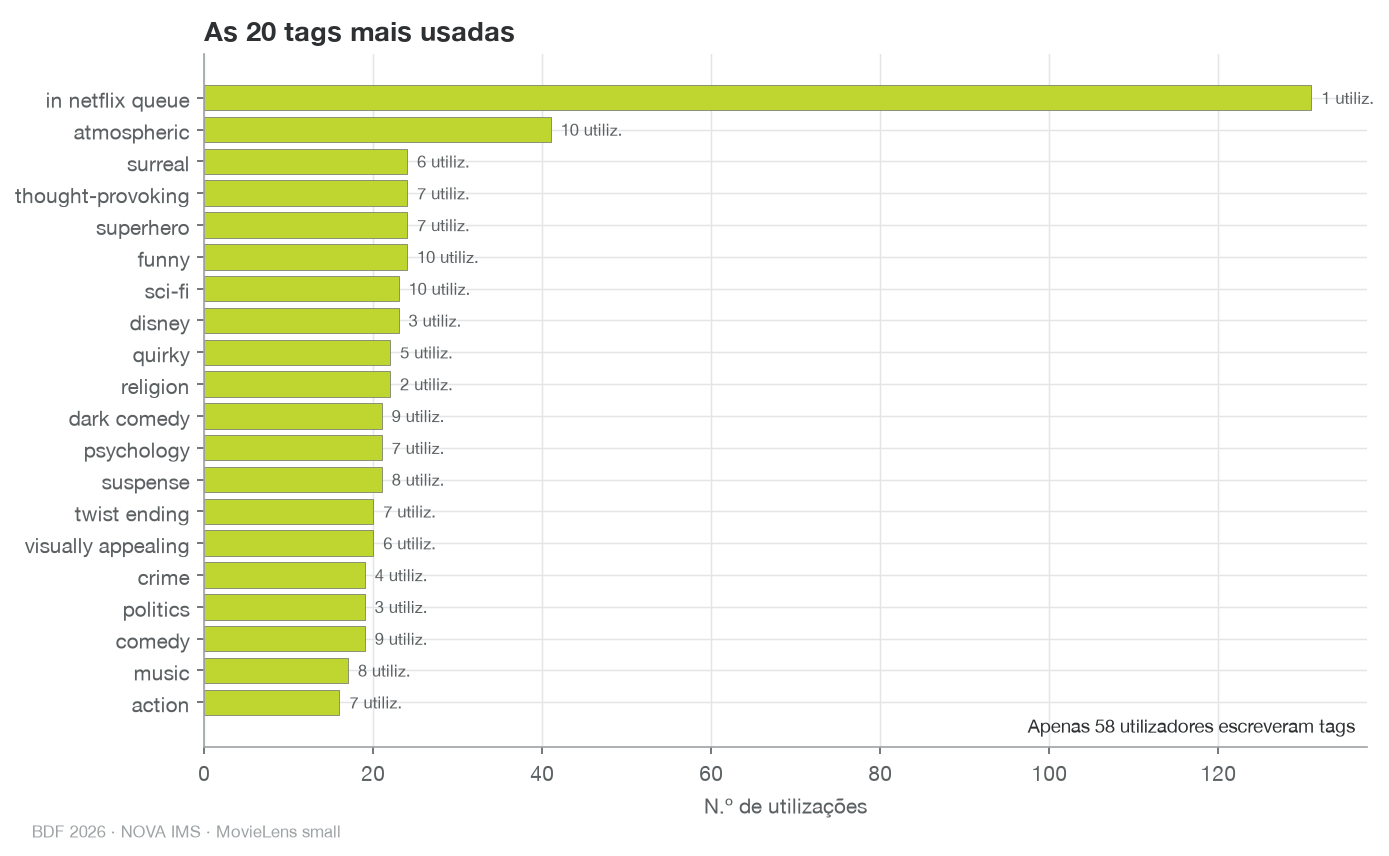 As 20 tags mais usadas
in netflix queue 1 utiliz.
atmospheric 10 utiliz.
surreal 6 utiliz.
thought-provoking 7 utiliz.
superhero 7 utiliz.
funny 10 utiliz.
sci-fi 10 utiliz.
disney 3 utiliz.
quirky 5 utiliz.
religion 2 utiliz.
dark comedy 9 utiliz.
psychology 7 utiliz.
suspense 8 utiliz.
twist ending 7 utiliz.
visually appealing 6 utiliz.
crime 4 utiliz.
politics 3 utiliz.
comedy 9 utiliz.
music 8 utiliz.
action 7 utiliz.
Apenas 58 utilizadores escreveram tags
0 20 40 60 80 100 120
N.º de utilizações
BDF 2026 · NOVA IMS · MovieLens small